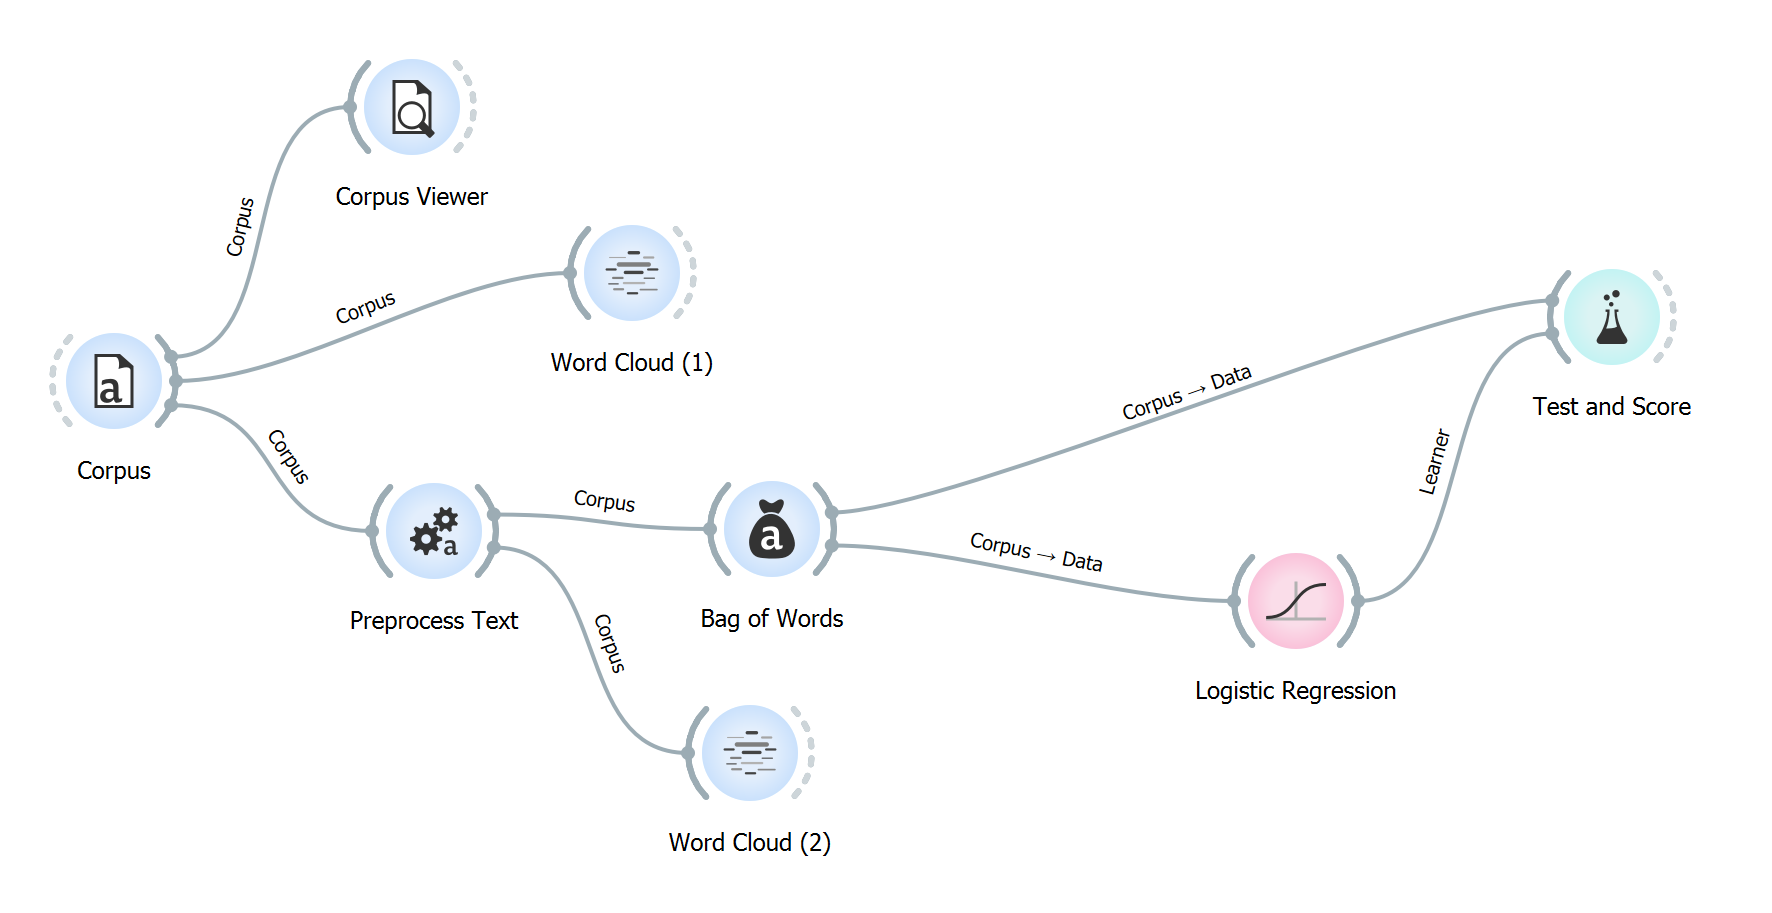 Corpus Viewer
Corpus
Word Cloud (1)
Corpus
Corpus
Corpus
Preprocess Text
Corpus
Bag of Words
Corpus
Word Cloud (2)
Corpus → Data
Corpus → Data
Logistic Regression
Learner
Test and Score